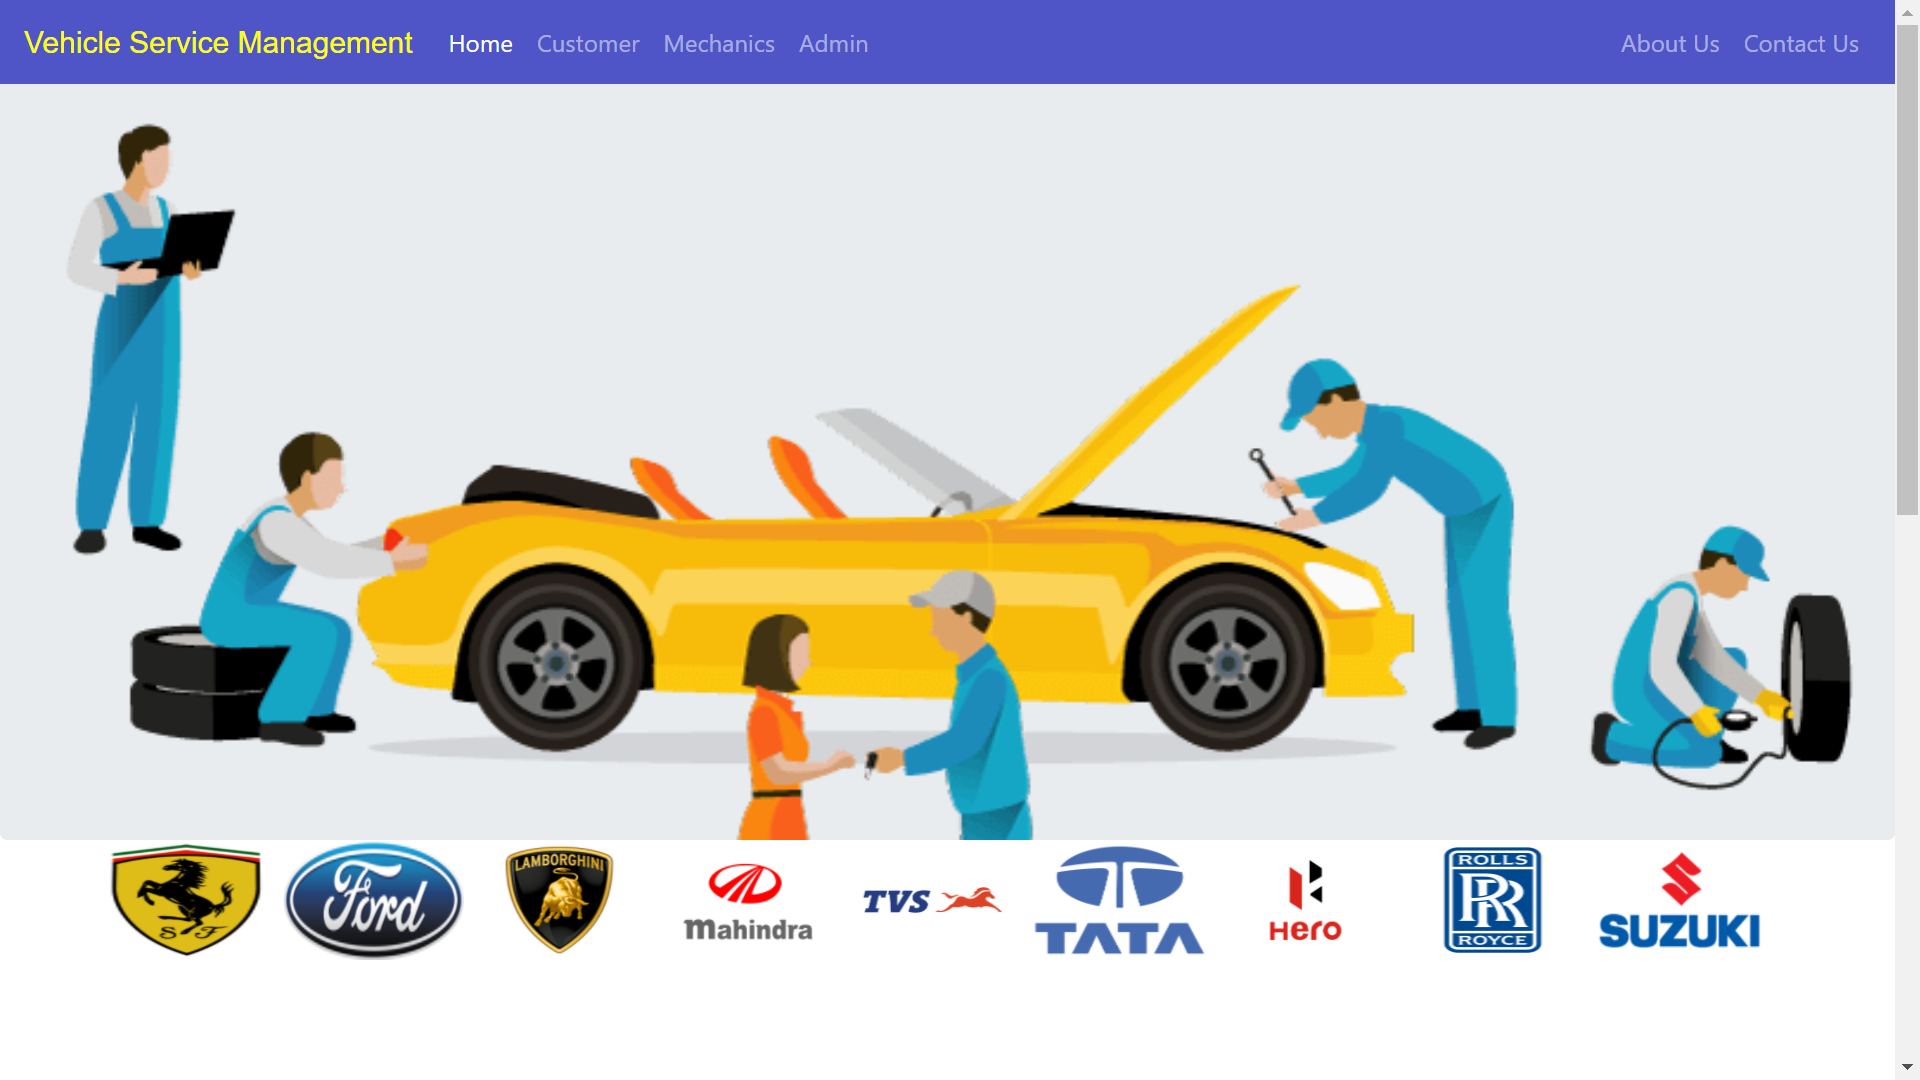 Vehicle Service Management Home Customer Mechanics Admin About Us Contact Us
S F
Ford
LAMBORGHINI
mahindra
TVS
TATA
Hero
ROLLS
RR
ROYCE
SUZUKI